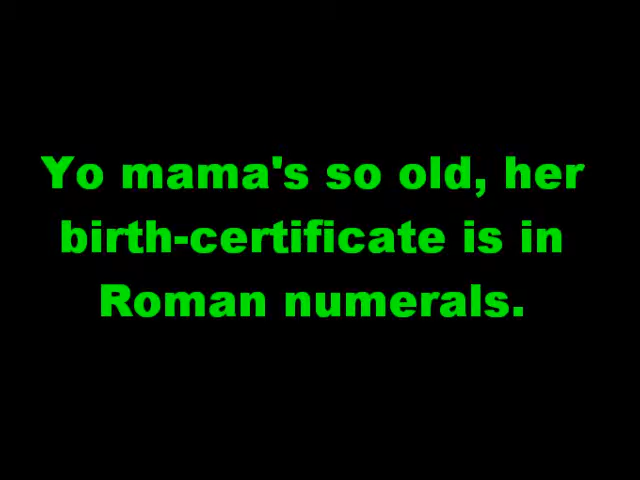 Yo mama's so old, her
birth-certificate is in
Roman numerals.